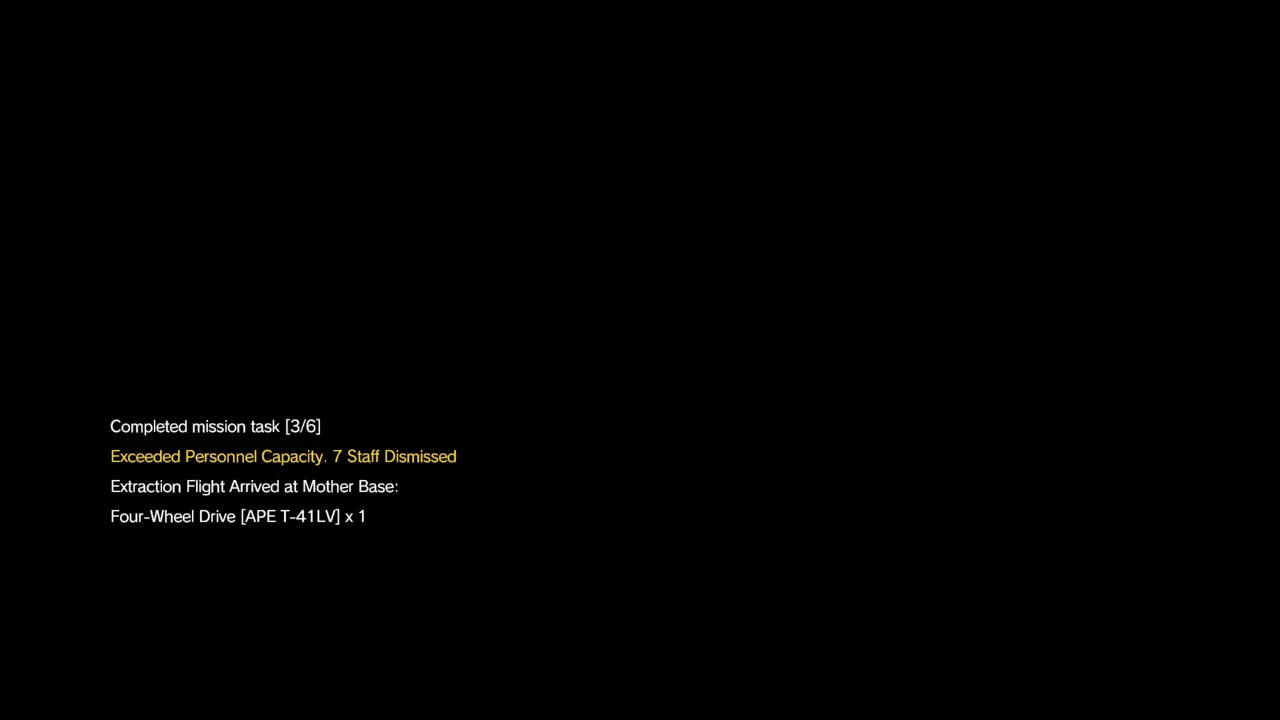 Completed mission task [3/6]
Exceeded Personnel Capacity. 7 Staff Dismissed
Extraction Flight Arrived at Mother Base:
Four-Wheel Drive [APE T-41LV] x 1